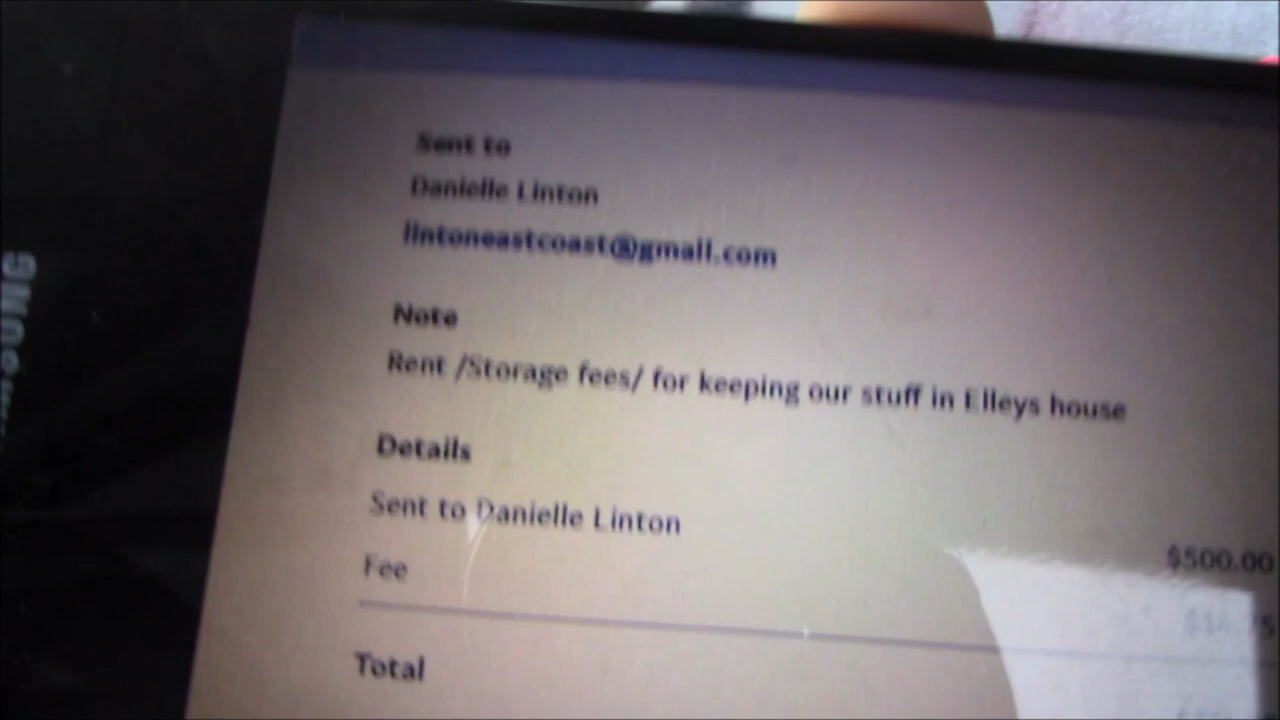 Sent to
Danielle Linton
lintoneastcoast@gmail.com
Note
Rent /Storage fees/ for keeping our stuff in Elleys house
Details
Sent to Danielle Linton
$500.00
Fee
Total